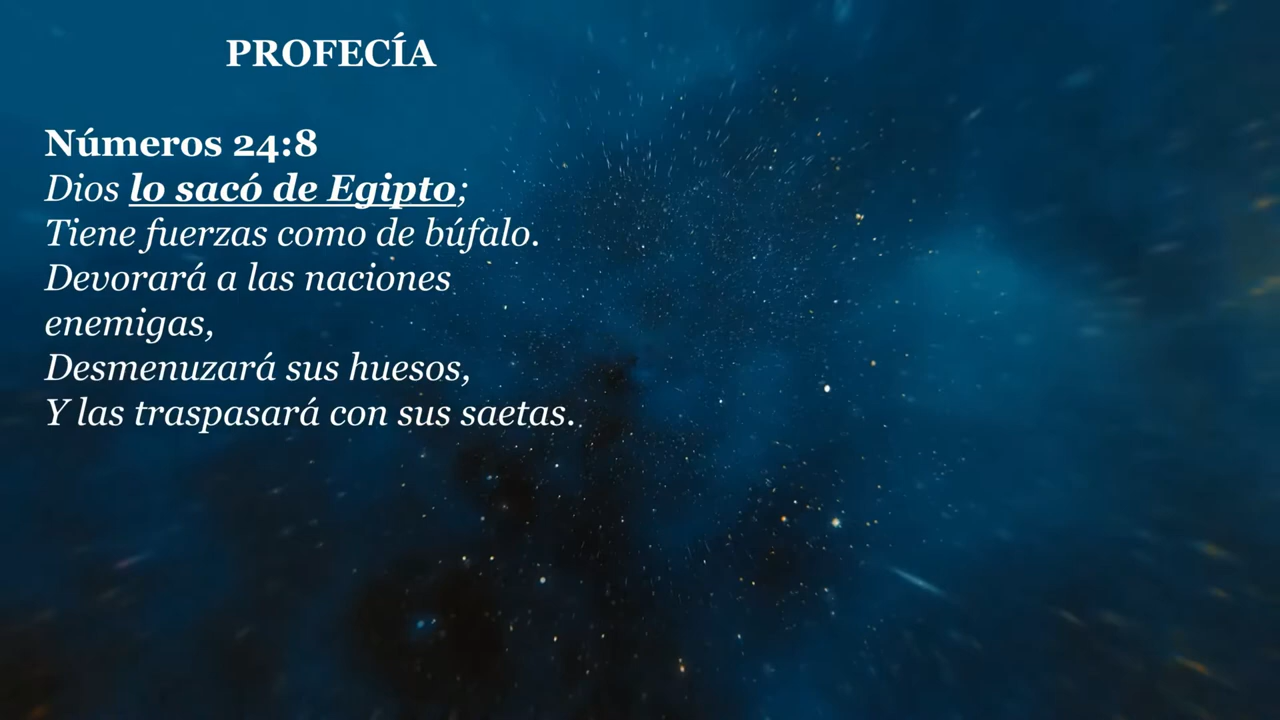 PROFECÍA
Números 24:8
Dios lo sacó de Egipto;
Tiene fuerzas como de búfalo.
Devorará a las naciones
enemigas,
Desmenuzará sus huesos,
Y las traspasará con sus saetas.